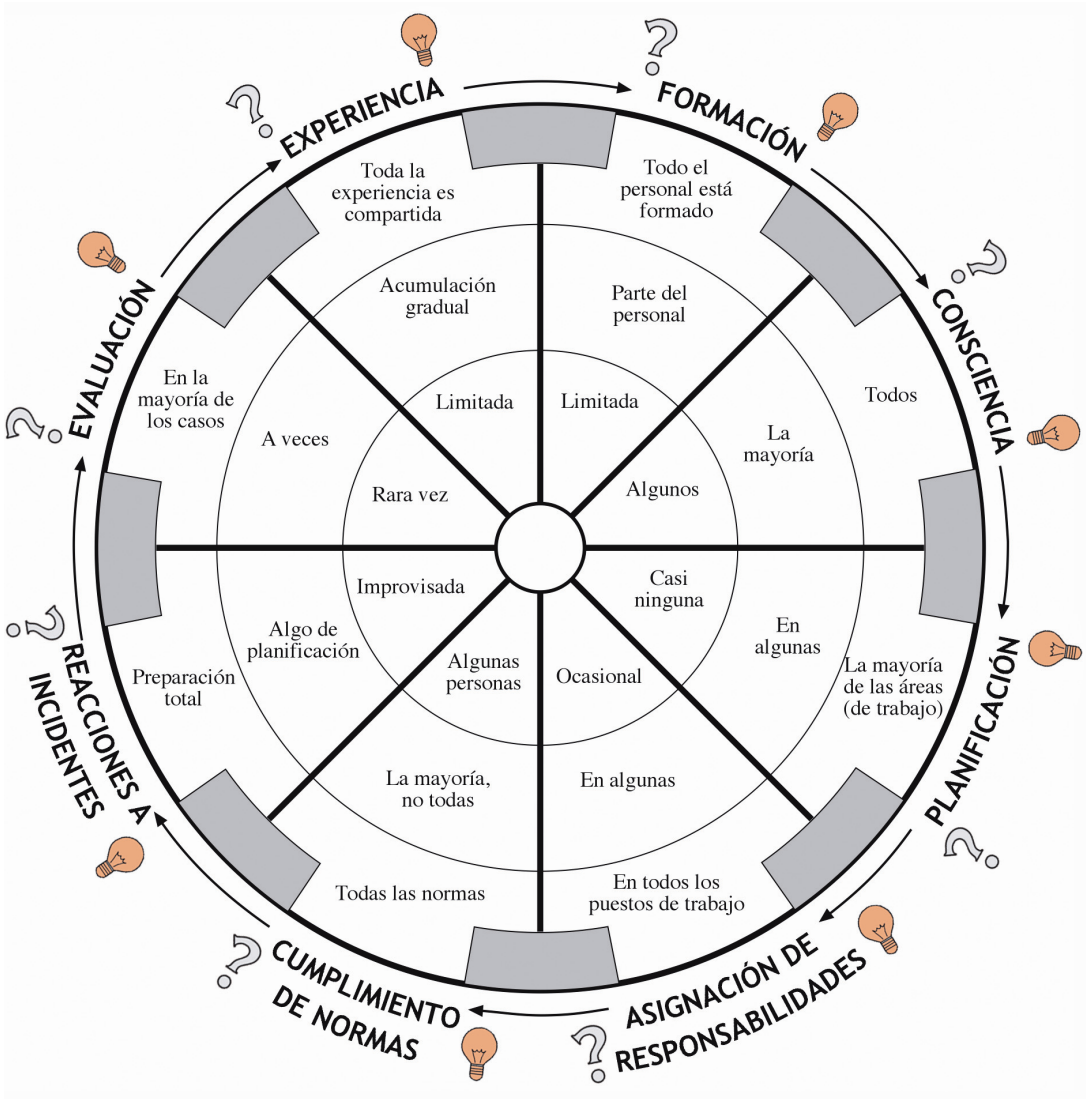 EXPERIENCIA
Toda la
experiencia es
compartida
Acumulación
gradual
Limitada
FORMACIÓN
Todo el
personal está
formado
Parte del
personal
Limitada
CONSCIENCIA
Todos
La
mayoría
Algunos
PLANIFICACIÓN
La mayoría
de las áreas
(de trabajo)
En
algunas
Casi
ninguna
ASIGNACIÓN DE
RESPONSABILIDADES
En todos los
puestos de trabajo
En algunas
Ocasional
CUMPLIMIENTO
DE NORMAS
Todas las normas
La mayoría,
no todas
Algunas
personas
REACCIONES A
INCIDENTES
Preparación
total
Algo de
planificación
Improvisada
EVALUACIÓN
En la
mayoría de
los casos
A veces
Rara vez
?
?
?
?
?
?
?
?